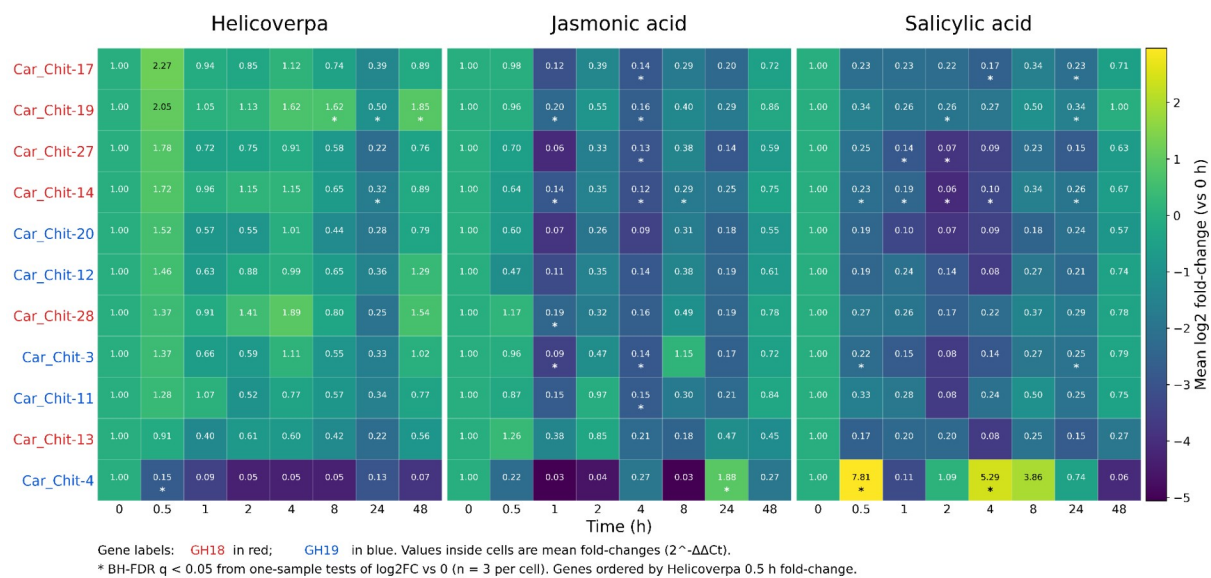 Helicoverpa Jasmonic acid Salicylic acid
Car_Chit-17 1.00 2.27 0.94 0.85 1.12 0.74 0.39 0.89 1.00 0.98 0.12 0.39 0.14 * 0.29 0.20 0.72 1.00 0.23 0.23 0.22 0.17 * 0.34 0.23 * 0.71
Car_Chit-19 1.00 2.05 1.05 1.13 1.62 1.62 * 0.50 * 1.85 * 1.00 0.96 0.20 * 0.55 0.16 * 0.40 0.29 0.86 1.00 0.34 0.26 0.26 * 0.27 0.50 0.34 * 1.00
Car_Chit-27 1.00 1.78 0.72 0.75 0.91 0.58 0.22 0.76 1.00 0.70 0.06 0.33 0.13 * 0.38 0.14 0.59 1.00 0.25 0.14 * 0.07 * 0.09 0.23 0.15 0.63
Car_Chit-14 1.00 1.72 0.96 1.15 1.15 0.65 0.32 * 0.89 1.00 0.64 0.14 * 0.35 0.12 * 0.29 * 0.25 0.75 1.00 0.23 * 0.19 * 0.06 * 0.10 * 0.34 0.26 * 0.67
Car_Chit-20 1.00 1.52 0.57 0.55 1.01 0.44 0.28 0.79 1.00 0.60 0.07 0.26 0.09 0.31 0.18 0.55 1.00 0.19 0.10 0.07 0.09 0.18 0.24 0.57
Car_Chit-12 1.00 1.46 0.63 0.88 0.99 0.65 0.36 1.29 1.00 0.47 0.11 0.35 0.14 0.38 0.19 0.61 1.00 0.19 0.24 0.14 0.08 0.27 0.21 0.74
Car_Chit-28 1.00 1.37 0.91 1.41 1.89 0.80 0.25 1.54 1.00 1.17 0.19 * 0.32 0.16 0.49 0.19 0.78 1.00 0.27 0.26 0.17 0.22 0.37 0.29 0.78
Car_Chit-3 1.00 1.37 0.66 0.59 1.11 0.55 0.33 1.02 1.00 0.96 0.09 * 0.47 0.14 * 1.15 0.17 0.72 1.00 0.22 * 0.15 0.08 0.14 0.27 0.25 * 0.79
Car_Chit-11 1.00 1.28 1.07 0.52 0.77 0.57 0.34 0.77 1.00 0.87 0.15 0.97 0.15 * 0.30 0.21 0.84 1.00 0.33 0.28 0.08 0.24 0.50 0.25 0.75
Car_Chit-13 1.00 0.91 0.40 0.61 0.60 0.42 0.22 0.56 1.00 1.26 0.38 0.85 0.21 0.18 0.47 0.45 1.00 0.17 0.20 0.20 0.08 0.25 0.15 0.27
Car_Chit-4 1.00 0.15 * 0.09 0.05 0.05 0.05 0.13 0.07 1.00 0.22 0.03 0.04 0.27 0.03 1.88 * 0.27 1.00 7.81 * 0.11 1.09 5.29 * 3.86 0.74 0.06
0 0.5 1 2 4 8 24 48 0 0.5 1 2 4 8 24 48 0 0.5 1 2 4 8 24 48
Time (h)
2
1
0
−1
−2
−3
−4
−5
Mean log2 fold-change (vs 0 h)
Gene labels: GH18 in red; GH19 in blue. Values inside cells are mean fold-changes (2^-ΔΔCt).
* BH-FDR q < 0.05 from one-sample tests of log2FC vs 0 (n = 3 per cell). Genes ordered by Helicoverpa 0.5 h fold-change.